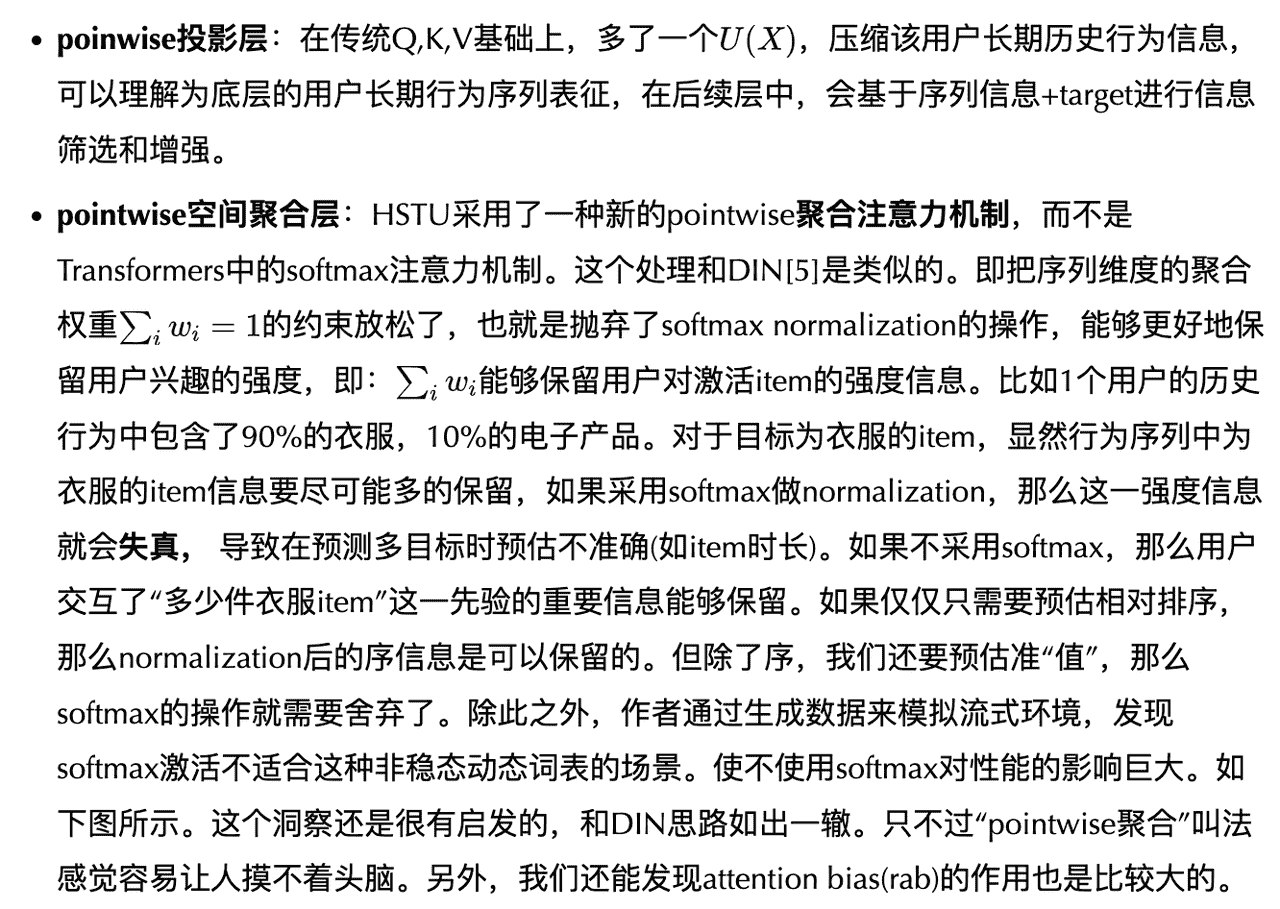 • poinwise投影层：在传统Q,K,V基础上，多了一个U(X)，压缩该用户长期历史行为信息，
可以理解为底层的用户长期行为序列表征，在后续层中，会基于序列信息+target进行信息
筛选和增强。
• pointwise空间聚合层：HSTU采用了一种新的pointwise聚合注意力机制，而不是
Transformers中的softmax注意力机制。这个处理和DIN[5]是类似的。即把序列维度的聚合
权重∑ᵢ wᵢ = 1的约束放松了，也就是抛弃了softmax normalization的操作，能够更好地保
留用户兴趣的强度，即：∑ᵢ wᵢ能够保留用户对激活item的强度信息。比如1个用户的历史
行为中包含了90%的衣服，10%的电子产品。对于目标为衣服的item，显然行为序列中为
衣服的item信息要尽可能多的保留，如果采用softmax做normalization，那么这一强度信息
就会失真， 导致在预测多目标时预估不准确(如item时长)。如果不采用softmax，那么用户
交互了“多少件衣服item”这一先验的重要信息能够保留。如果仅仅只需要预估相对排序，
那么normalization后的序信息是可以保留的。但除了序，我们还要预估准“值”，那么
softmax的操作就需要舍弃了。除此之外，作者通过生成数据来模拟流式环境，发现
softmax激活不适合这种非稳态动态词表的场景。使不使用softmax对性能的影响巨大。如
下图所示。这个洞察还是很有启发的，和DIN思路如出一辙。只不过“pointwise聚合”叫法
感觉容易让人摸不着头脑。另外，我们还能发现attention bias(rab)的作用也是比较大的。